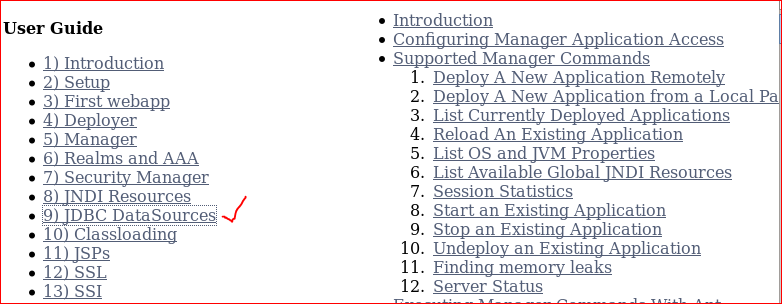 User Guide
1) Introduction
2) Setup
3) First webapp
4) Deployer
5) Manager
6) Realms and AAA
7) Security Manager
8) JNDI Resources
9) JDBC DataSources
10) Classloading
11) JSPs
12) SSL
13) SSI
Introduction
Configuring Manager Application Access
Supported Manager Commands
1. Deploy A New Application Remotely
2. Deploy A New Application from a Local Pa
3. List Currently Deployed Applications
4. Reload An Existing Application
5. List OS and JVM Properties
6. List Available Global JNDI Resources
7. Session Statistics
8. Start an Existing Application
9. Stop an Existing Application
10. Undeploy an Existing Application
11. Finding memory leaks
12. Server Status
Executing Manager Commands With Ant